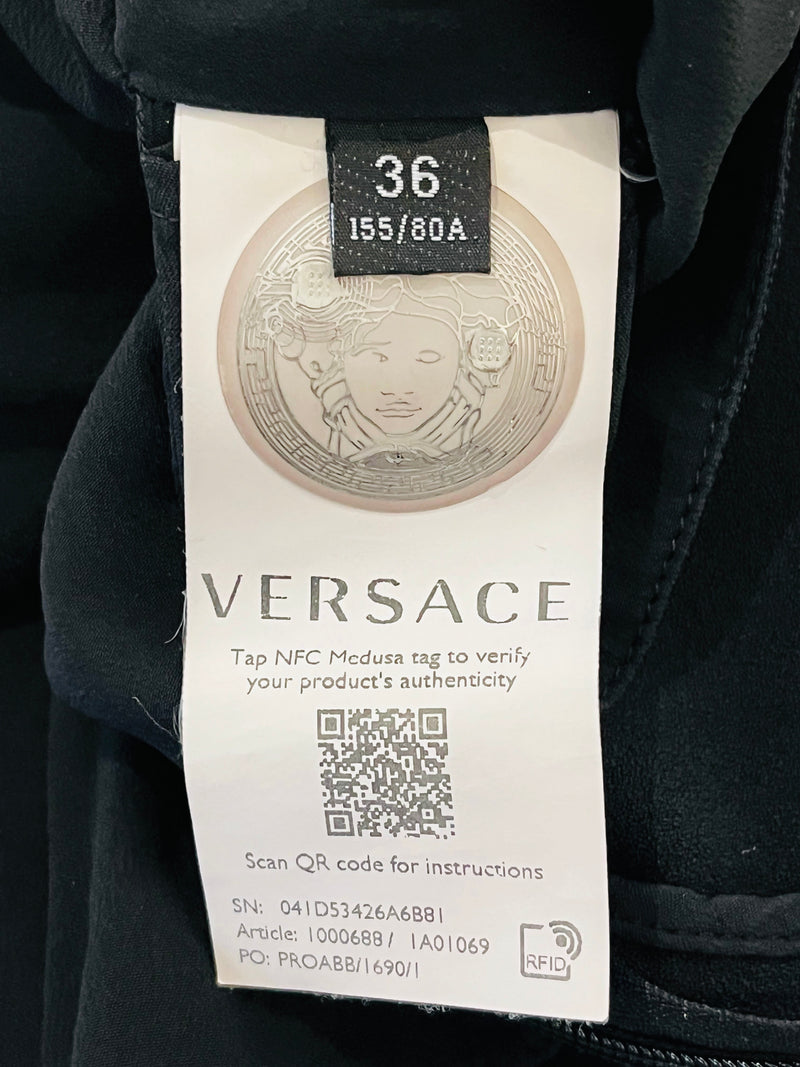 36
155/80A
VERSACE
Tap NFC Medusa tag to verify
your product's authenticity
Scan QR code for instructions
SN: 041D53426A6B81
Article: 1000688/ 1A01069
PO: PROABB/1690/1
RFID